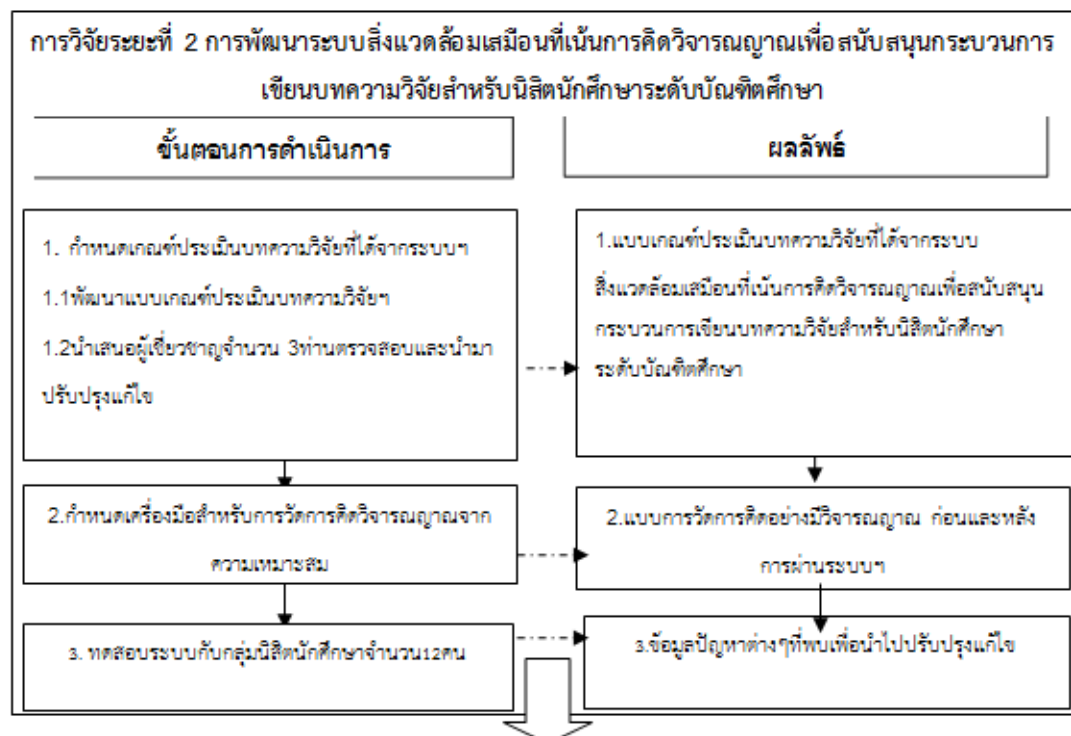 การวิจัยระยะที่ 2 การพัฒนาระบบสิ่งแวดล้อมเสมือนที่เน้นการคิดวิจารณญาณเพื่อสนับสนุนกระบวนการ
เขียนบทความวิจัยสำหรับนิสิตนักศึกษาระดับบัณฑิตศึกษา
ขั้นตอนการดำเนินการ
ผลลัพธ์
1. กำหนดเกณฑ์ประเมินบทความวิจัยที่ได้จากระบบฯ
1.1พัฒนาแบบเกณฑ์ประเมินบทความวิจัยฯ
1.2นำเสนอผู้เชี่ยวชาญจำนวน 3ท่านตรวจสอบและนำมา
ปรับปรุงแก้ไข
1.แบบเกณฑ์ประเมินบทความวิจัยที่ได้จากระบบ
สิ่งแวดล้อมเสมือนที่เน้นการคิดวิจารณญาณเพื่อสนับสนุน
กระบวนการเขียนบทความวิจัยสำหรับนิสิตนักศึกษา
ระดับบัณฑิตศึกษา
2.กำหนดเครื่องมือสำหรับการวัดการคิดวิจารณญาณจาก
ความเหมาะสม
2.แบบการวัดการคิดอย่างมีวิจารณญาณ ก่อนและหลัง
การผ่านระบบฯ
3. ทดสอบระบบกับกลุ่มนิสิตนักศึกษาจำนวน12คน
3.ข้อมูลปัญหาต่างๆที่พบเพื่อนำไปปรับปรุงแก้ไข